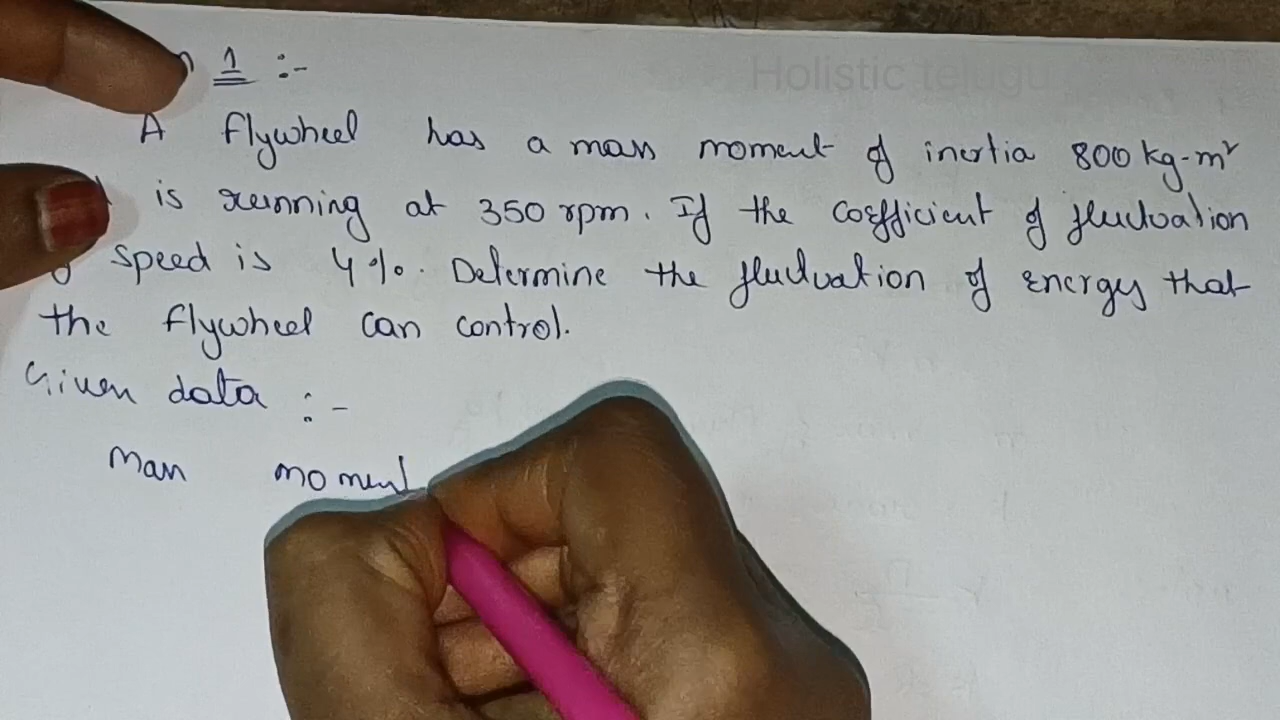 1 :-
Holistic telugu
A flywheel has a mass moment of inertia 800 kg-m²
is running at 350 rpm. If the coefficient of fluctuation
speed is 4%. Determine the fluctuation of energy that
the flywheel can control.
Given data :-
Mass moment